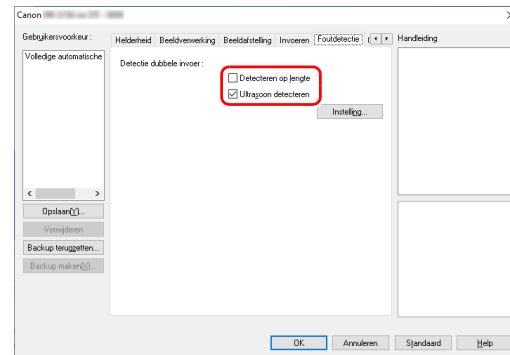 Canon
Gebruikersvoorkeur :
Volledige automatische
Opslaan(Y)...
Verwijderen
Backup terugzetten...
Backup maken(X)...
Helderheid Beeldverwerking Beeldafstelling Invoeren Foutdetectie
Detectie dubbele invoer :
Detecteren op lengte
Ultrasoon detecteren
Instelling...
Handleiding
OK Annuleren Standaard Help